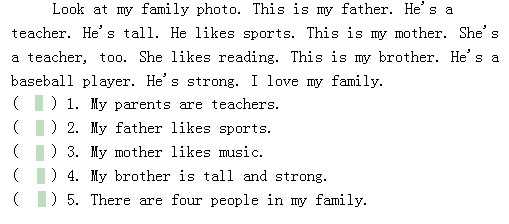 Look at my family photo. This is my father. He's a
teacher. He's tall. He likes sports. This is my mother. She's
a teacher, too. She likes reading. This is my brother. He's a
baseball player. He's strong. I love my family.
( ) 1. My parents are teachers.
( ) 2. My father likes sports.
( ) 3. My mother likes music.
( ) 4. My brother is tall and strong.
( ) 5. There are four people in my family.